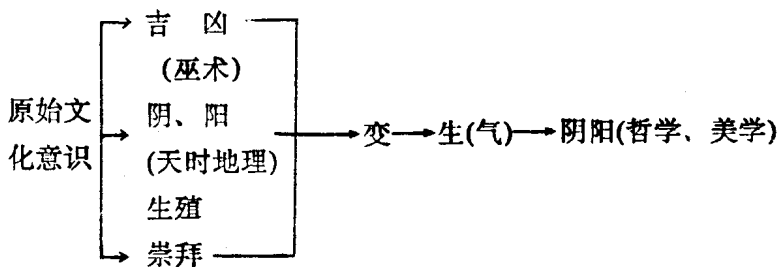 吉 凶
(巫术)
原始文化意识
阴、阳
(天时地理)
变 生(气) 阴阳(哲学、美学)
生殖
崇拜